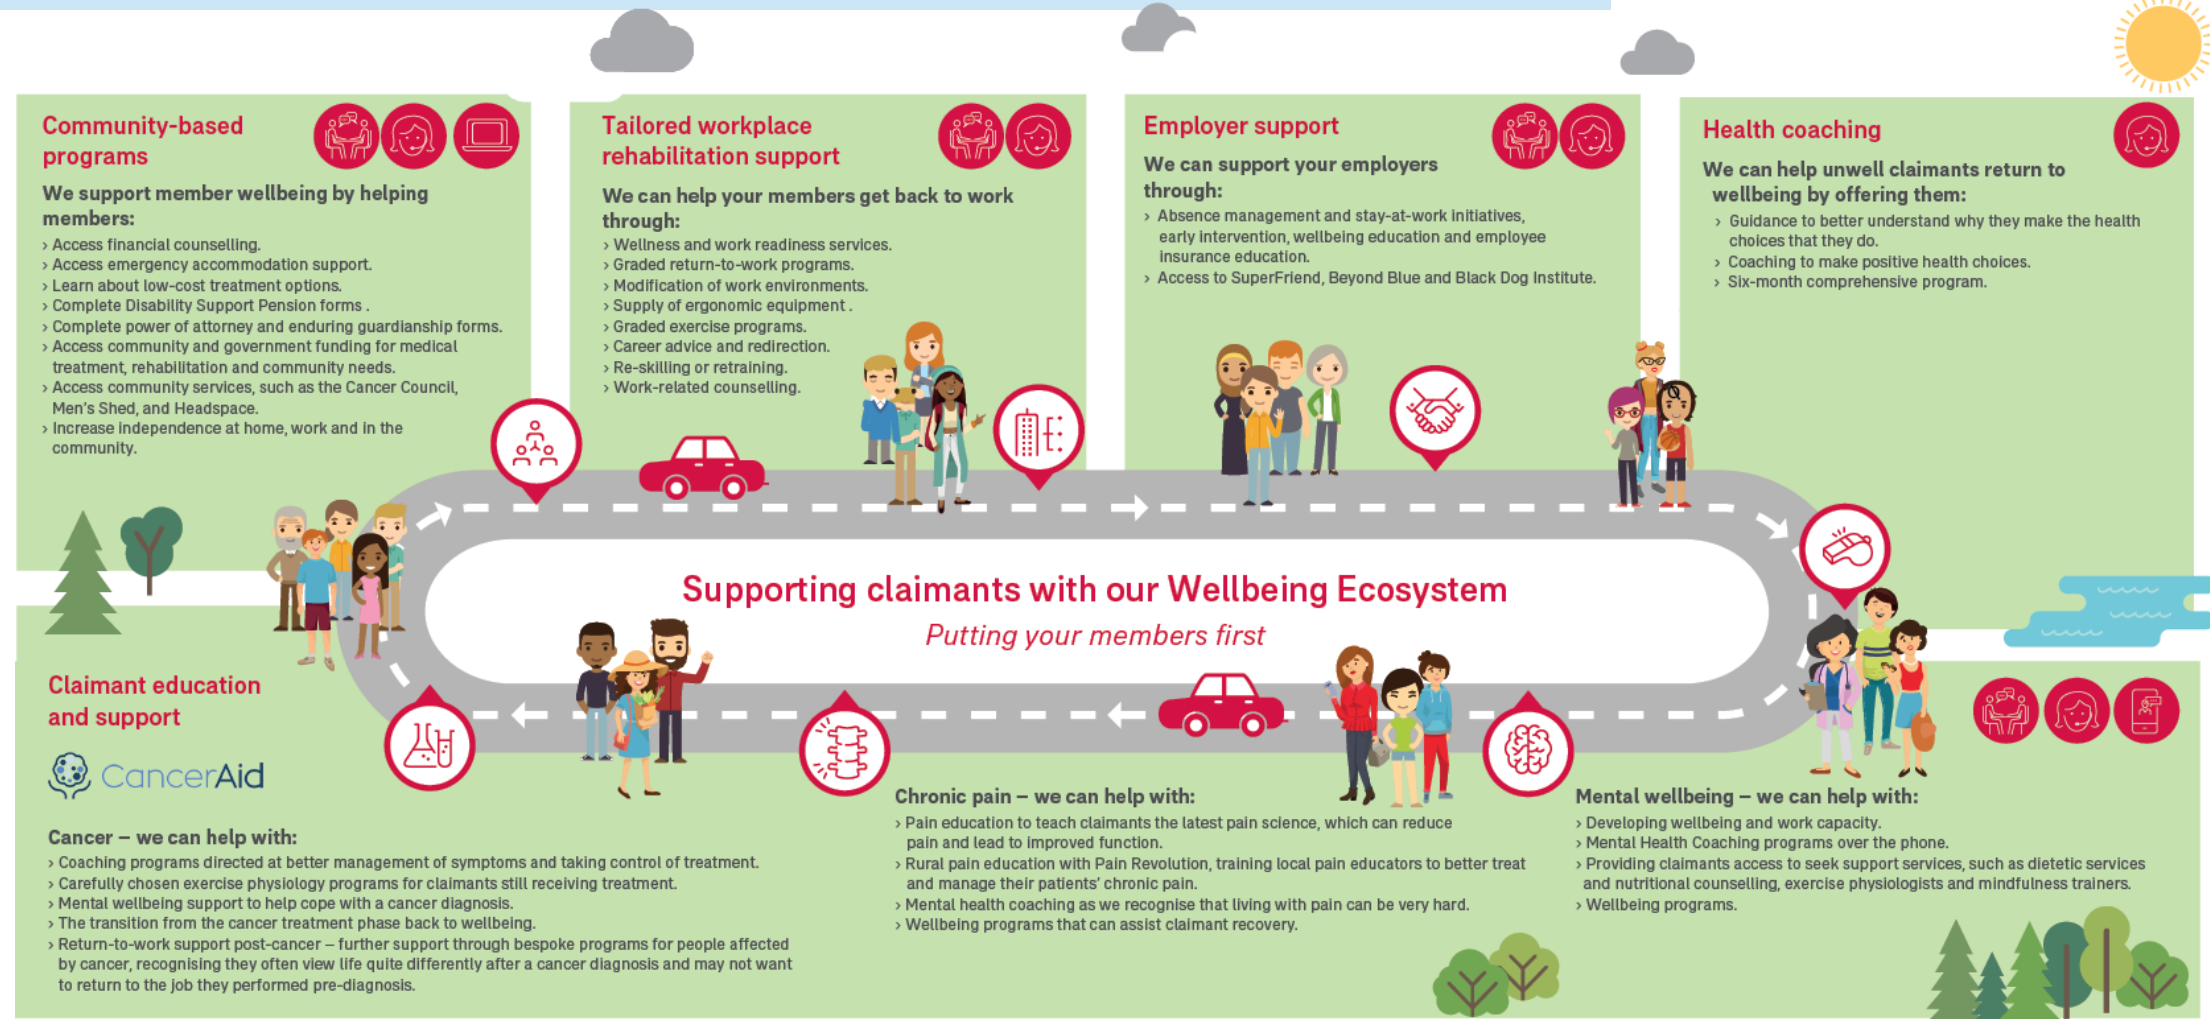 Community-based
programs
We support member wellbeing by helping
members:
› Access financial counselling.
› Access emergency accommodation support.
› Learn about low-cost treatment options.
› Complete Disability Support Pension forms .
› Complete power of attorney and enduring guardianship forms.
› Access community and government funding for medical
treatment, rehabilitation and community needs.
› Access community services, such as the Cancer Council,
Men's Shed, and Headspace.
› Increase independence at home, work and in the
community.
Tailored workplace
rehabilitation support
We can help your members get back to work
through:
› Wellness and work readiness services.
› Graded return-to-work programs.
› Modification of work environments.
› Supply of ergonomic equipment .
› Graded exercise programs.
› Career advice and redirection.
› Re-skilling or retraining.
› Work-related counselling.
Employer support
We can support your employers
through:
› Absence management and stay-at-work initiatives,
early intervention, wellbeing education and employee
insurance education.
› Access to SuperFriend, Beyond Blue and Black Dog Institute.
Health coaching
We can help unwell claimants return to
wellbeing by offering them:
› Guidance to better understand why they make the health
choices that they do.
› Coaching to make positive health choices.
› Six-month comprehensive program.
Supporting claimants with our Wellbeing Ecosystem
Putting your members first
Claimant education
and support
CancerAid
Cancer – we can help with:
› Coaching programs directed at better management of symptoms and taking control of treatment.
› Carefully chosen exercise physiology programs for claimants still receiving treatment.
› Mental wellbeing support to help cope with a cancer diagnosis.
› The transition from the cancer treatment phase back to wellbeing.
› Return-to-work support post-cancer – further support through bespoke programs for people affected
by cancer, recognising they often view life quite differently after a cancer diagnosis and may not want
to return to the job they performed pre-diagnosis.
Chronic pain – we can help with:
› Pain education to teach claimants the latest pain science, which can reduce
pain and lead to improved function.
› Rural pain education with Pain Revolution, training local pain educators to better treat
and manage their patients' chronic pain.
› Mental health coaching as we recognise that living with pain can be very hard.
› Wellbeing programs that can assist claimant recovery.
Mental wellbeing – we can help with:
› Developing wellbeing and work capacity.
› Mental Health Coaching programs over the phone.
› Providing claimants access to seek support services, such as dietetic services
and nutritional counselling, exercise physiologists and mindfulness trainers.
› Wellbeing programs.